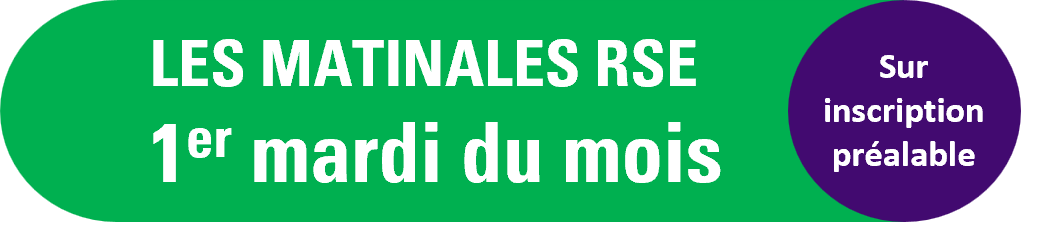 LES MATINALES RSE
1er mardi du mois
Sur
inscription
préalable